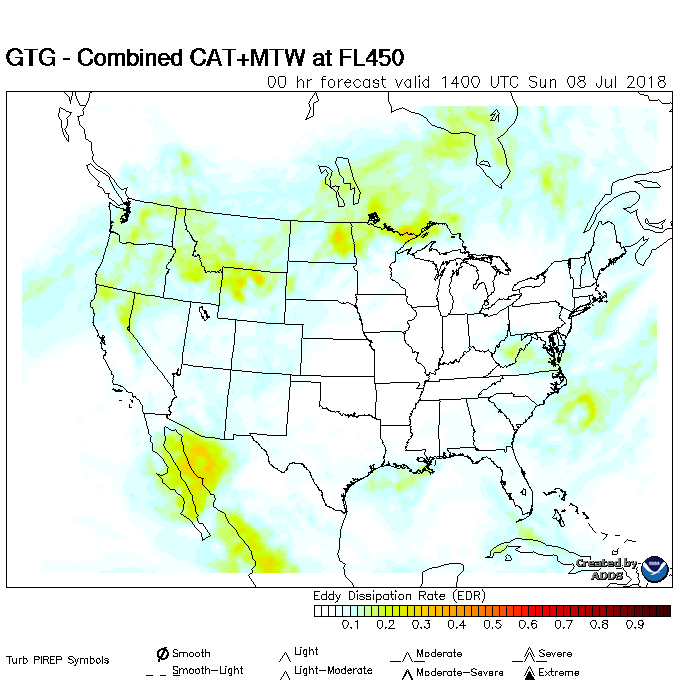 GTG - Combined CAT+MTW at FL450
00 hr forecast valid 1400 UTC Sun 08 Jul 2018
Created by
ADDS
Eddy Dissipation Rate (EDR)
0.1 0.2 0.3 0.4 0.5 0.6 0.7 0.8 0.9
Turb PIREP Symbols
Smooth Light Moderate Severe
Smooth-Light Light-Moderate Moderate-Severe Extreme